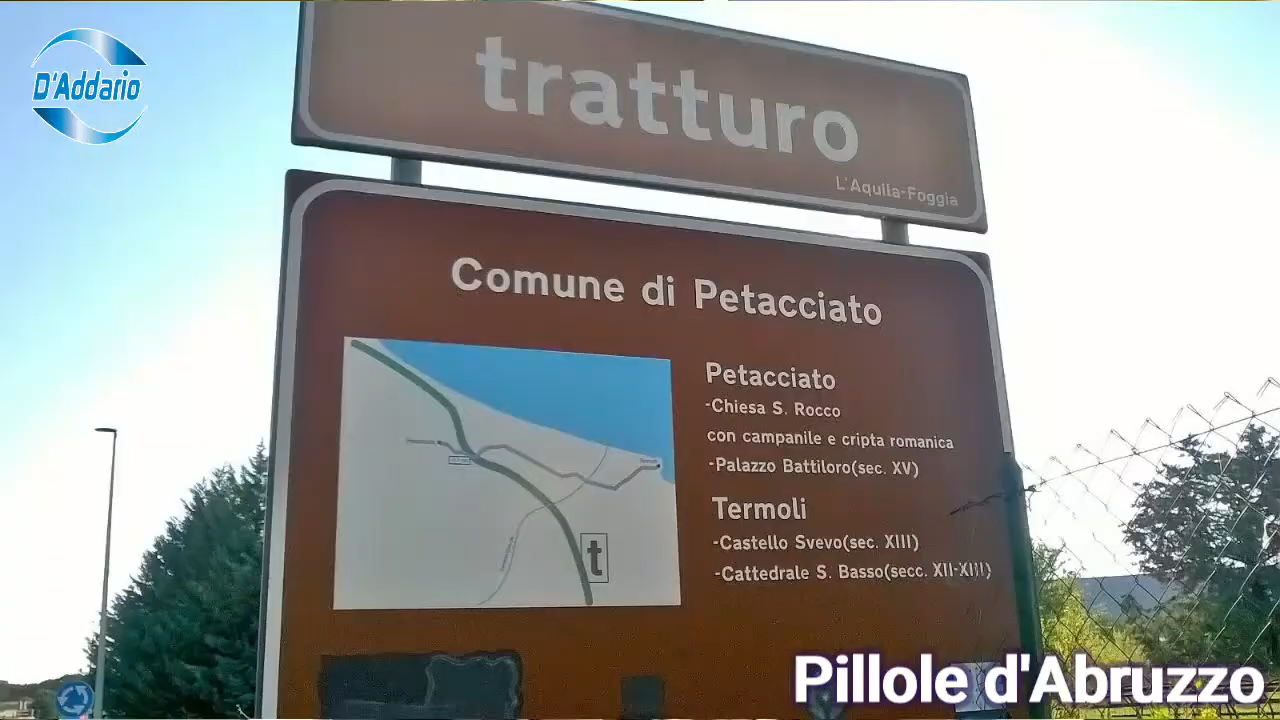 D'Addario
tratturo
L'Aquila-Foggia
Comune di Petacciato
Petacciato
-Chiesa S. Rocco
con campanile e cripta romanica
-Palazzo Battiloro(sec. XV)
Termoli
-Castello Svevo(sec. XIII)
-Cattedrale S. Basso(secc. XII-XIII)
t
Pillole d'Abruzzo